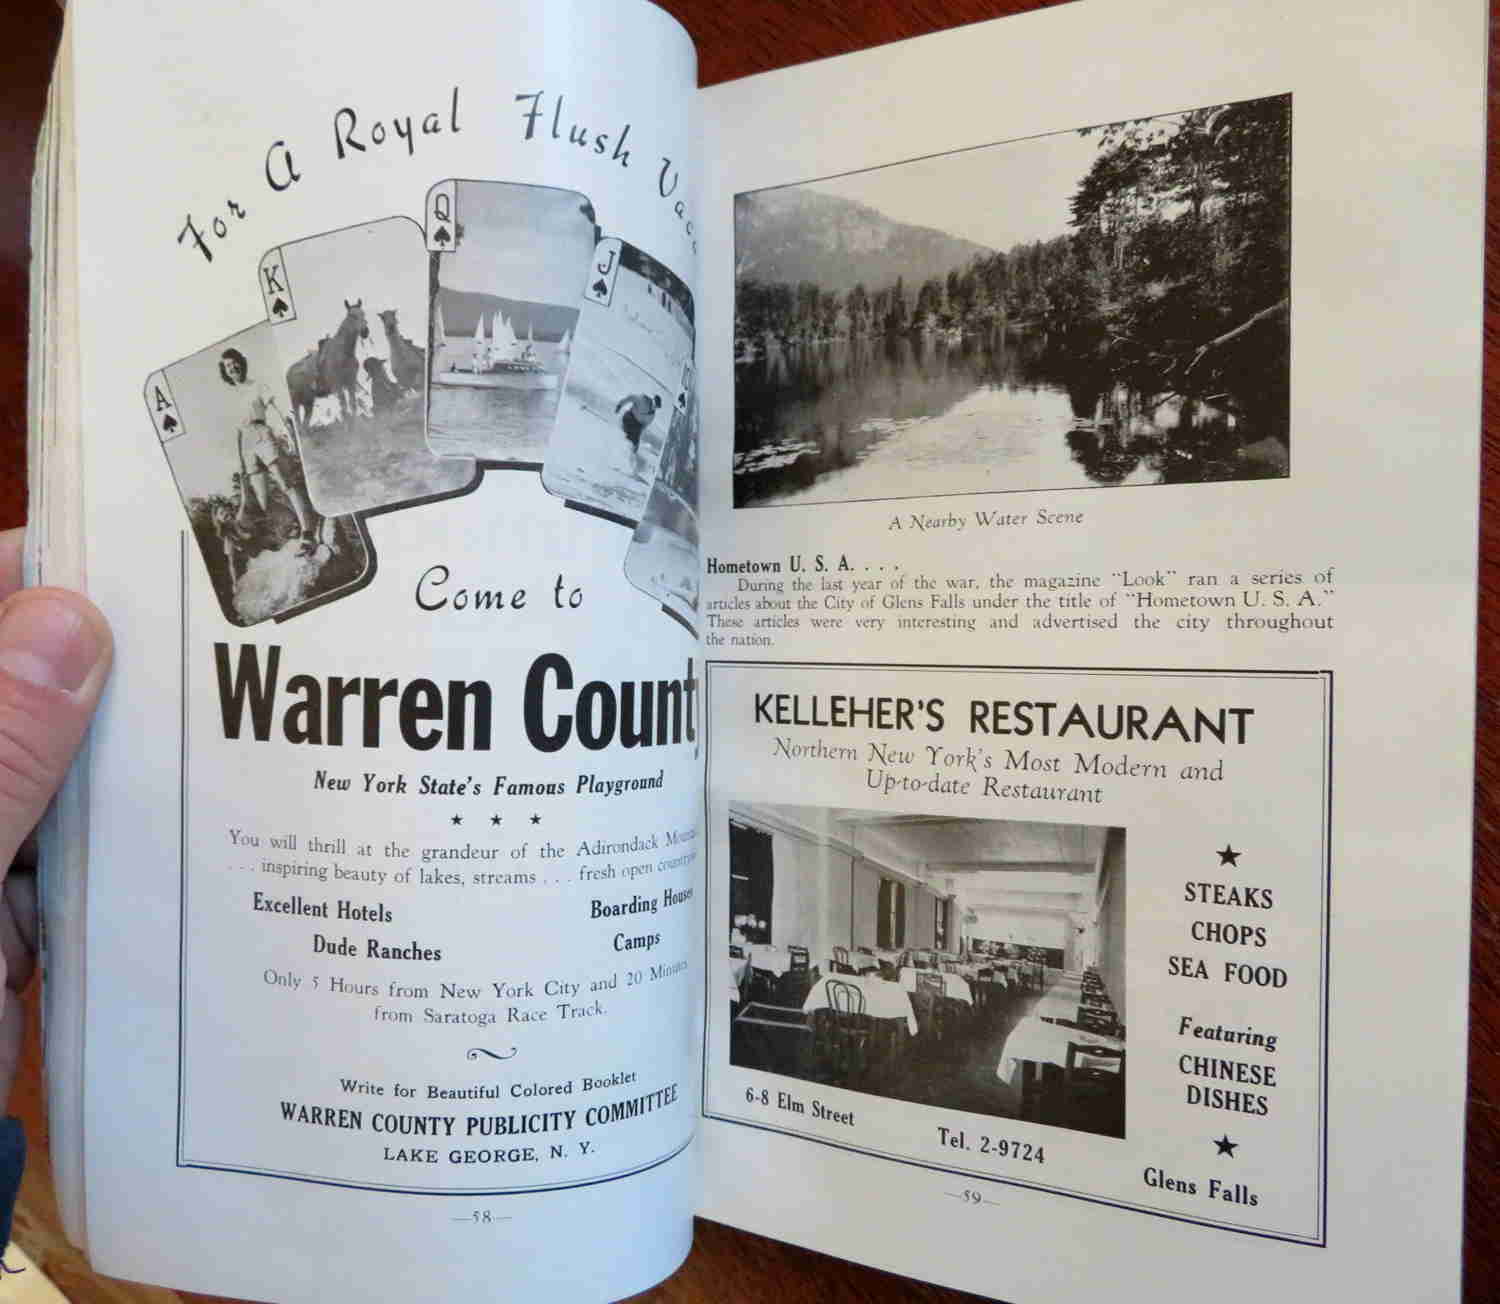 For A Royal Flush
A
K
Q
J
Come to
Warren County
New York State's Famous Playground
★ ★ ★
You will thrill at the grandeur of the Adirondack
. . . inspiring beauty of lakes, streams . . . fresh open
Excellent Hotels
Boarding Houses
Dude Ranches
Camps
Only 5 Hours from New York City and 20 Minutes
from Saratoga Race Track.
Write for Beautiful Colored Booklet
WARREN COUNTY PUBLICITY COMMITTEE
LAKE GEORGE, N. Y.
—58—
A Nearby Water Scene
Hometown U. S. A. . . .
During the last year of the war, the magazine "Look" ran a series of
articles about the City of Glens Falls under the title of "Hometown U. S. A."
These articles were very interesting and advertised the city throughout
the nation.
KELLEHER'S RESTAURANT
Northern New York's Most Modern and
Up-to-date Restaurant
★
STEAKS
CHOPS
SEA FOOD
Featuring
CHINESE
DISHES
★
6-8 Elm Street
Tel. 2-9724
Glens Falls
—59—